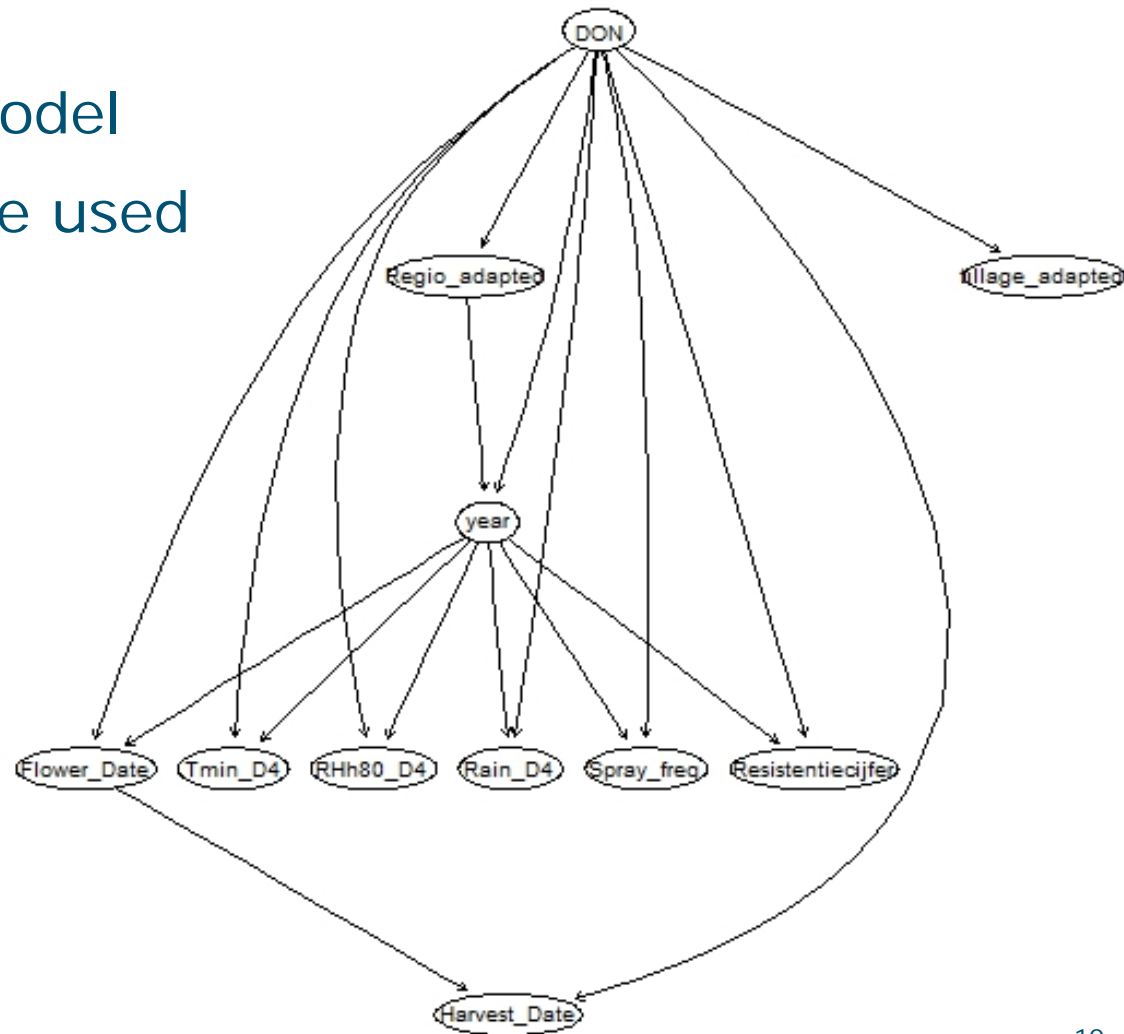 DON
odel
e used
Regio_adapted
tillage_adapted
year
Flower_Date
Tmin_D4
RHh80_D4
Rain_D4
Spray_freq
Resistentiecijfer
Harvest_Date